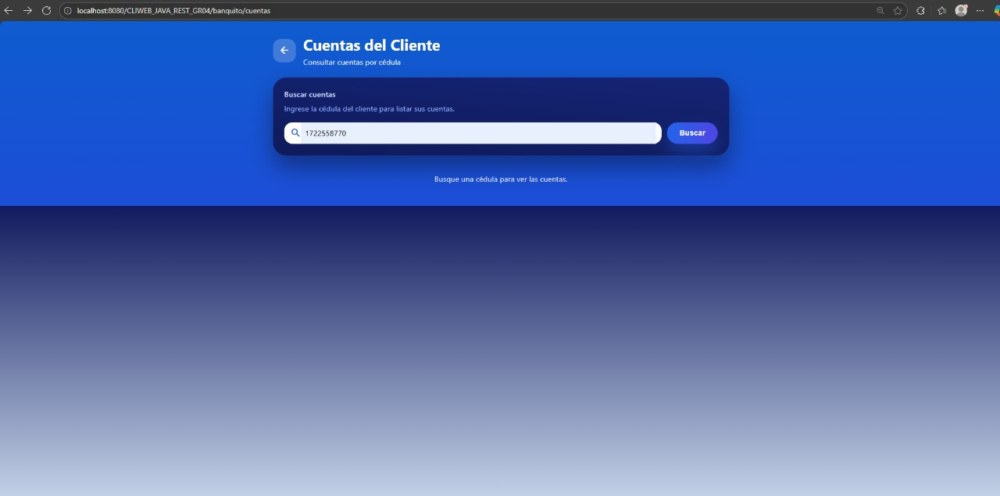 localhost:8080/CLIWEB_JAVA_REST_GR04/banquito/cuentas
Cuentas del Cliente
Consultar cuentas por cédula
Buscar cuentas
Ingrese la cédula del cliente para listar sus cuentas.
1722558770
Buscar
Busque una cédula para ver las cuentas.